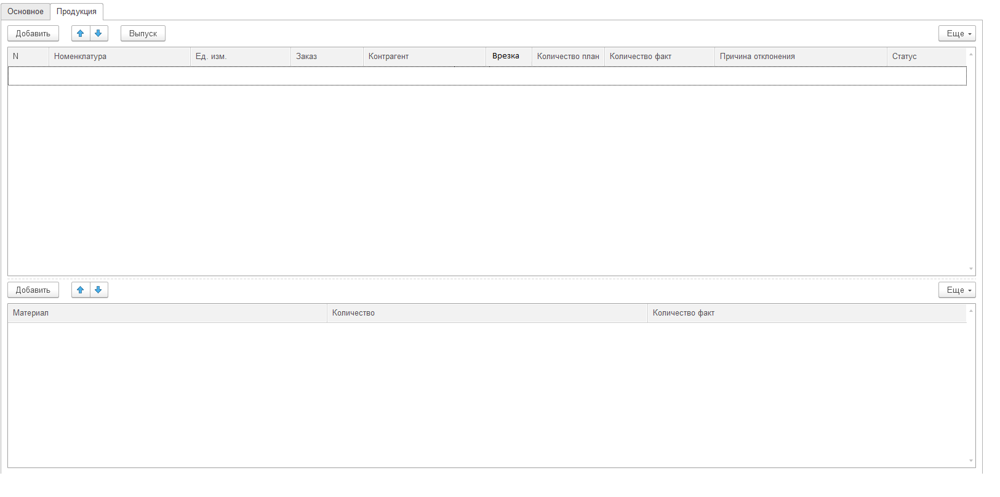 Основное Продукция
Добавить Выпуск Еще
N Номенклатура Ед. изм. Заказ Контрагент Врезка Количество план Количество факт Причина отклонения Статус
Добавить Еще
Материал Количество Количество факт